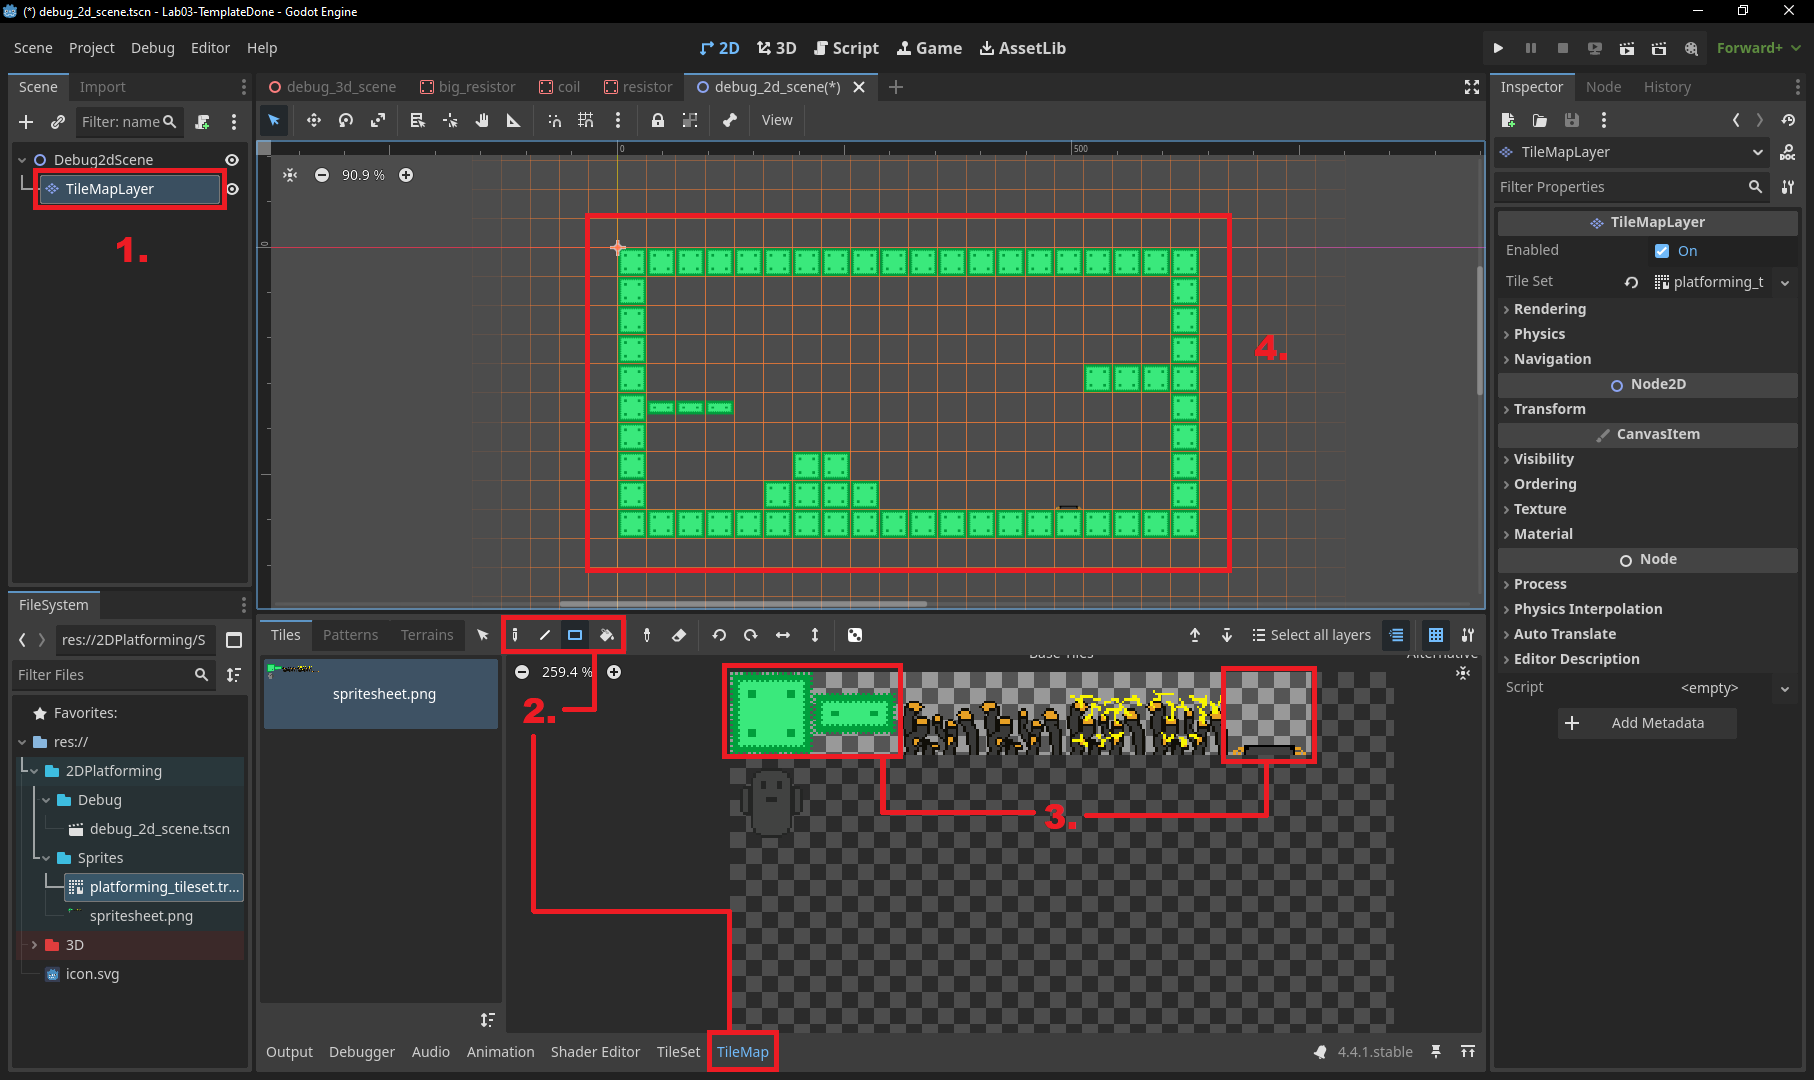 (*) debug_2d_scene.tscn - Lab03-TemplateDone - Godot Engine
Scene Project Debug Editor Help
2D 3D Script Game AssetLib
Forward+
Scene Import
debug_3d_scene big_resistor coil resistor debug_2d_scene(*)
Inspector Node History
Filter: name
View
Debug2dScene
TileMapLayer
1.
0 500
0
90.9 %
4.
TileMapLayer
Filter Properties
TileMapLayer
Enabled On
Tile Set platforming_t
Rendering
Physics
Navigation
Node2D
Transform
CanvasItem
Visibility
Ordering
Texture
Material
Node
Process
Physics Interpolation
Auto Translate
Editor Description
Script <empty>
Add Metadata
FileSystem
res://2DPlatforming/S
Filter Files
Favorites:
res://
2DPlatforming
Debug
debug_2d_scene.tscn
Sprites
platforming_tileset.tr...
spritesheet.png
3D
icon.svg
Tiles Patterns Terrains
Select all layers
spritesheet.png
259.4 %
Base Tiles
Alternative
2.
3.
Output Debugger Audio Animation Shader Editor TileSet TileMap
4.4.1.stable